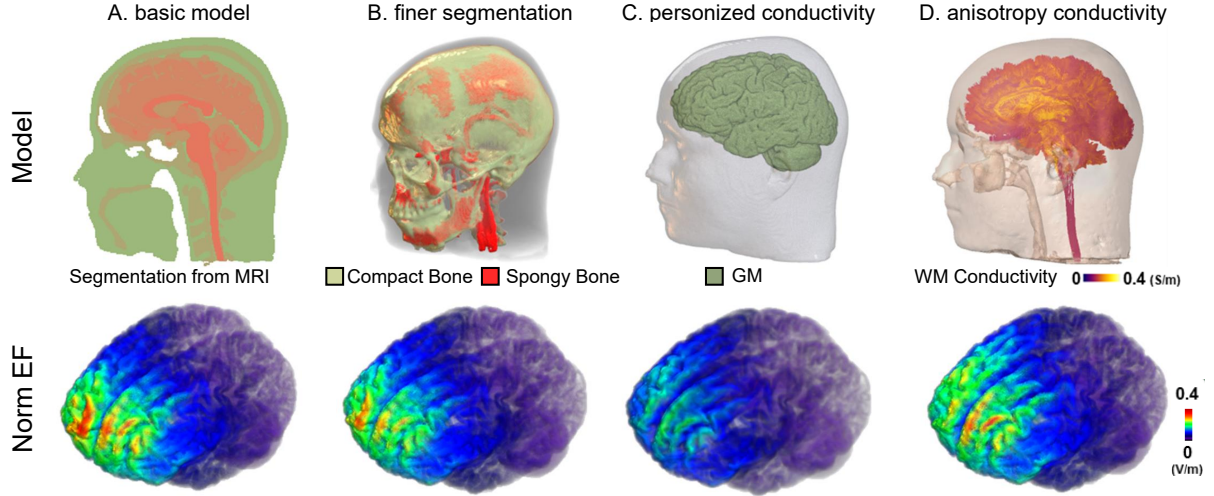 A. basic model
B. finer segmentation
C. personized conductivity
D. anisotropy conductivity
Model
Segmentation from MRI
Compact Bone
Spongy Bone
GM
WM Conductivity
0
0.4 (S/m)
Norm EF
0.4
0
(V/m)